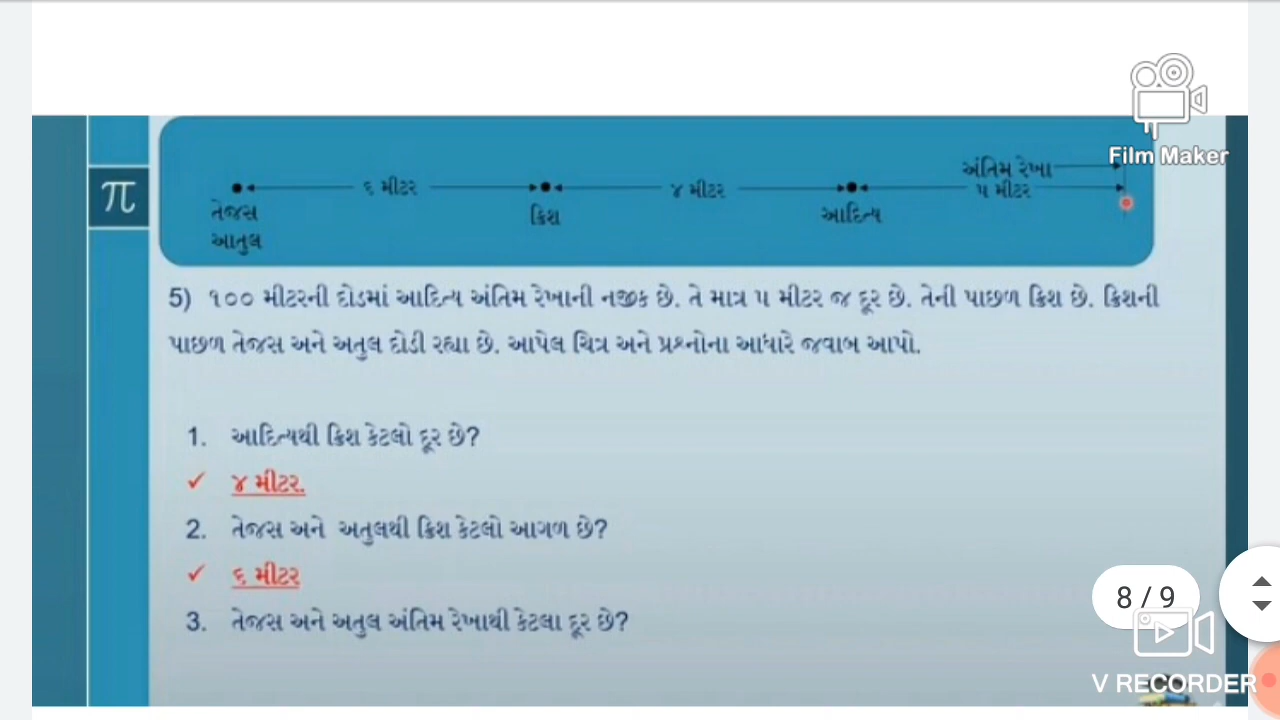 Film Maker
અંતિમ રેખા
૬ મીટર ૪ મીટર ૫ મીટર
π
તેજસ ક્રિશ આદિત્ય
આતુલ
5) ૧૦૦ મીટરની દોડમાં આદિત્ય અંતિમ રેખાની નજીક છે. તે માત્ર ૫ મીટર જ દૂર છે. તેની પાછળ ક્રિશ છે. ક્રિશની
પાછળ તેજસ અને અતુલ દોડી રહ્યા છે. આપેલ ચિત્ર અને પ્રશ્નોના આધારે જવાબ આપો.
1. આદિત્યથી ક્રિશ કેટલો દૂર છે?
✓ ૪ મીટર.
2. તેજસ અને અતુલથી ક્રિશ કેટલો આગળ છે?
✓ ૬ મીટર
3. તેજસ અને અતુલ અંતિમ રેખાથી કેટલા દૂર છે?
8 / 9
V RECORDER